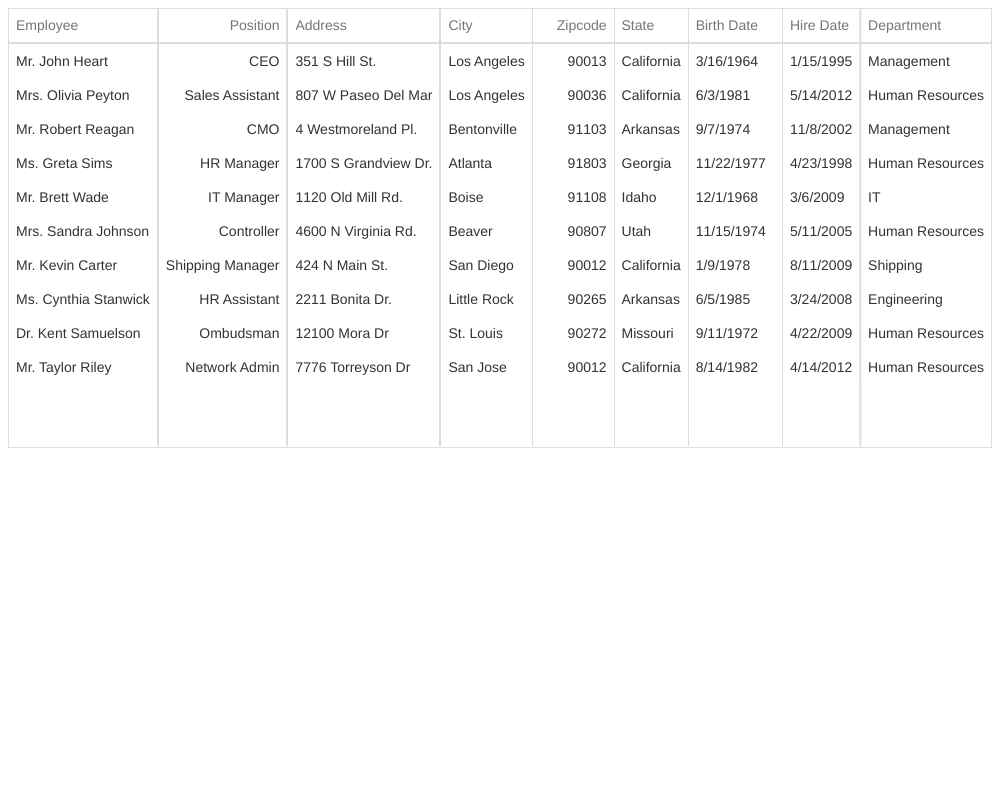 Employee Position Address City Zipcode State Birth Date Hire Date Department
Mr. John Heart CEO 351 S Hill St. Los Angeles 90013 California 3/16/1964 1/15/1995 Management
Mrs. Olivia Peyton Sales Assistant 807 W Paseo Del Mar Los Angeles 90036 California 6/3/1981 5/14/2012 Human Resources
Mr. Robert Reagan CMO 4 Westmoreland Pl. Bentonville 91103 Arkansas 9/7/1974 11/8/2002 Management
Ms. Greta Sims HR Manager 1700 S Grandview Dr. Atlanta 91803 Georgia 11/22/1977 4/23/1998 Human Resources
Mr. Brett Wade IT Manager 1120 Old Mill Rd. Boise 91108 Idaho 12/1/1968 3/6/2009 IT
Mrs. Sandra Johnson Controller 4600 N Virginia Rd. Beaver 90807 Utah 11/15/1974 5/11/2005 Human Resources
Mr. Kevin Carter Shipping Manager 424 N Main St. San Diego 90012 California 1/9/1978 8/11/2009 Shipping
Ms. Cynthia Stanwick HR Assistant 2211 Bonita Dr. Little Rock 90265 Arkansas 6/5/1985 3/24/2008 Engineering
Dr. Kent Samuelson Ombudsman 12100 Mora Dr St. Louis 90272 Missouri 9/11/1972 4/22/2009 Human Resources
Mr. Taylor Riley Network Admin 7776 Torreyson Dr San Jose 90012 California 8/14/1982 4/14/2012 Human Resources